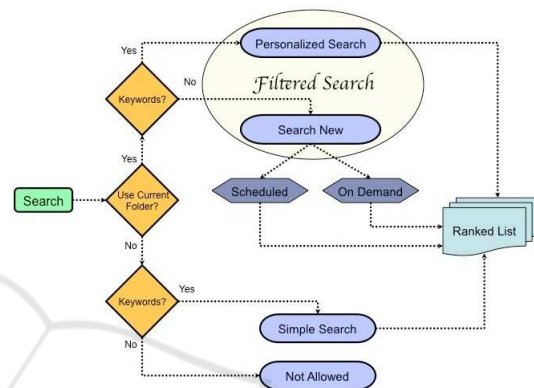 Yes
Personalized Search
No
Filtered Search
Keywords?
Search New
Yes
Scheduled
On Demand
Search
Use Current
Folder?
Ranked List
No
Keywords?
Yes
Simple Search
No
Not Allowed